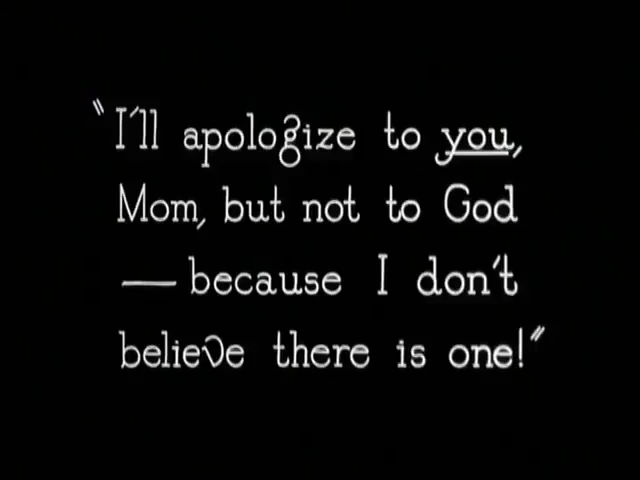 "I'll apologize to you,
Mom, but not to God
— because I don't
believe there is one!"